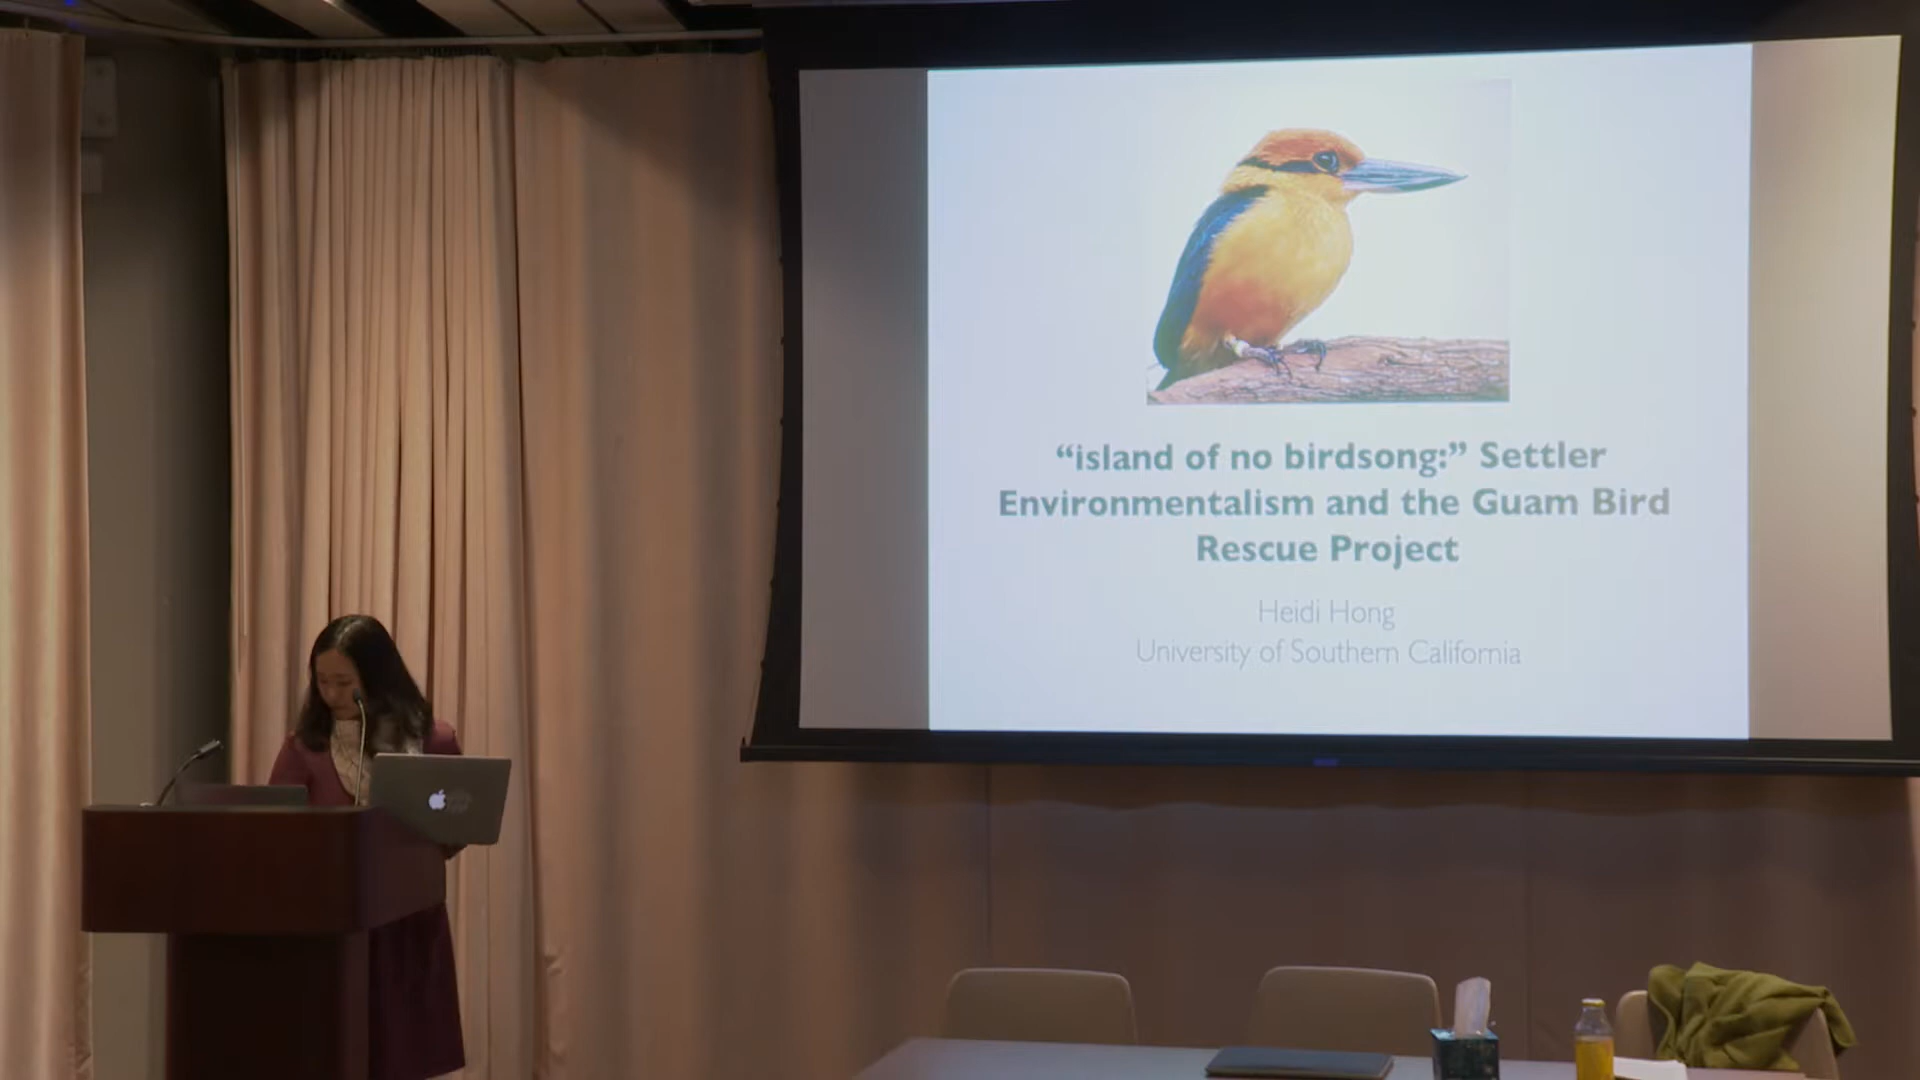 “island of no birdsong:” Settler
Environmentalism and the Guam Bird
Rescue Project
Heidi Hong
University of Southern California